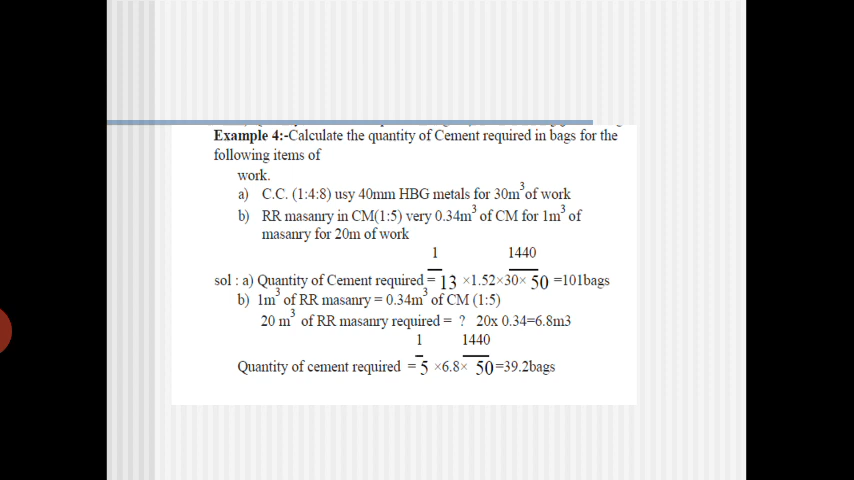 Example 4:-Calculate the quantity of Cement required in bags for the
following items of
work.
a) C.C. (1:4:8) usy 40mm HBG metals for 30m³of work
b) RR masanry in CM(1:5) very 0.34m³ of CM for 1m³ of
masanry for 20m of work
1 1440
sol : a) Quantity of Cement required = 13 ×1.52×30× 50 =101bags
b) 1m³ of RR masanry = 0.34m³ of CM (1:5)
20 m³ of RR masanry required = ? 20x 0.34=6.8m3
1 1440
Quantity of cement required = 5 ×6.8× 50=39.2bags